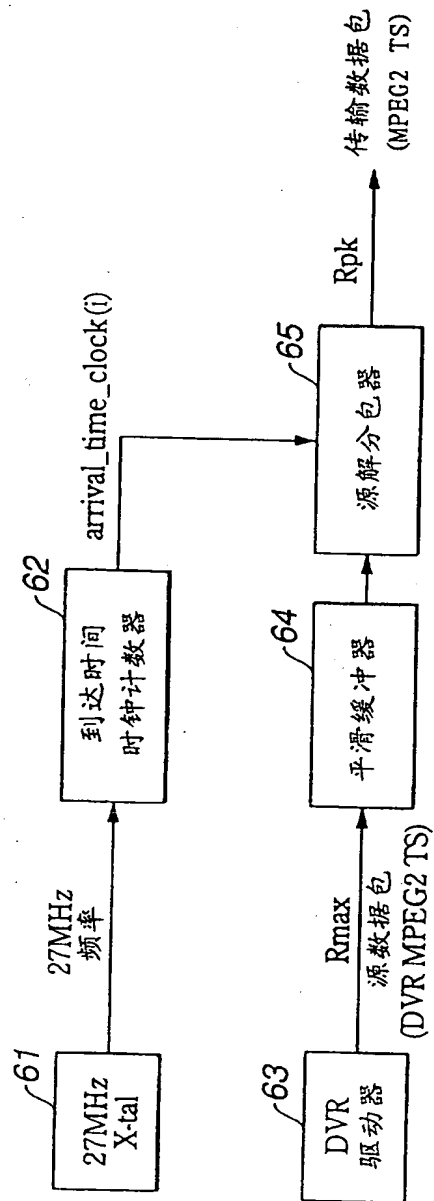 61
27MHz
X-tal
27MHz
频率
62
到达时间
时钟计数器
arrival_time_clock(i)
63
DVR
驱动器
Rmax
源数据包
(DVR MPEG2 TS)
64
平滑缓冲器
65
源解分包器
Rpk
传输数据包
(MPEG2 TS)